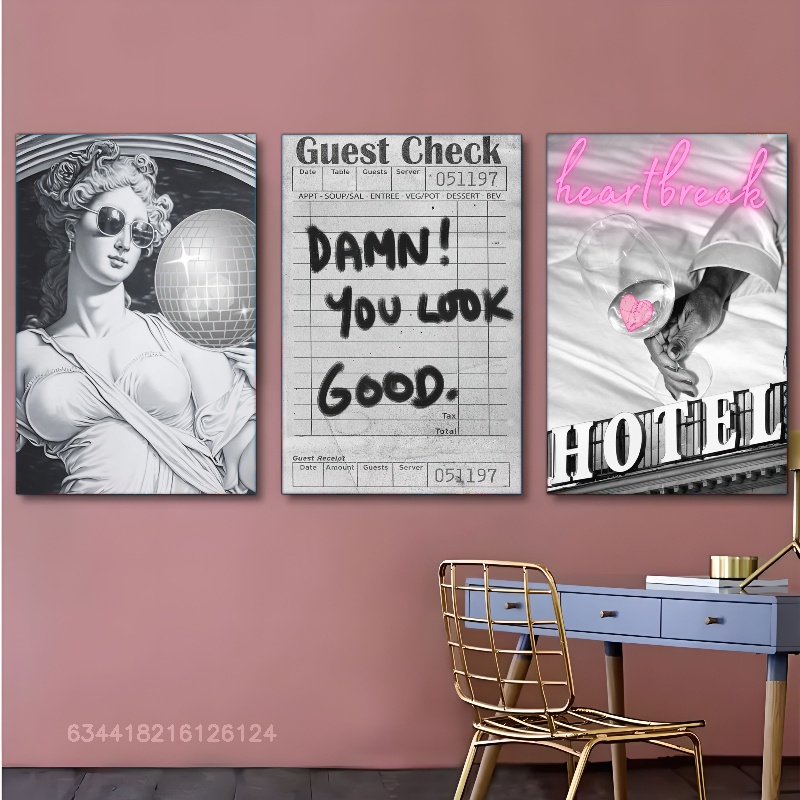 Guest Check
Date Table Guests Server 051197
APPT - SOUP/SAL - ENTREE - VEG/POT - DESSERT - BEV
DAMN!
YOU LOOK
GOOD.
Tax
Total
Guest Receipt
Date Amount Guests Server 051197
heartbreak
HOTEL
634418216126124